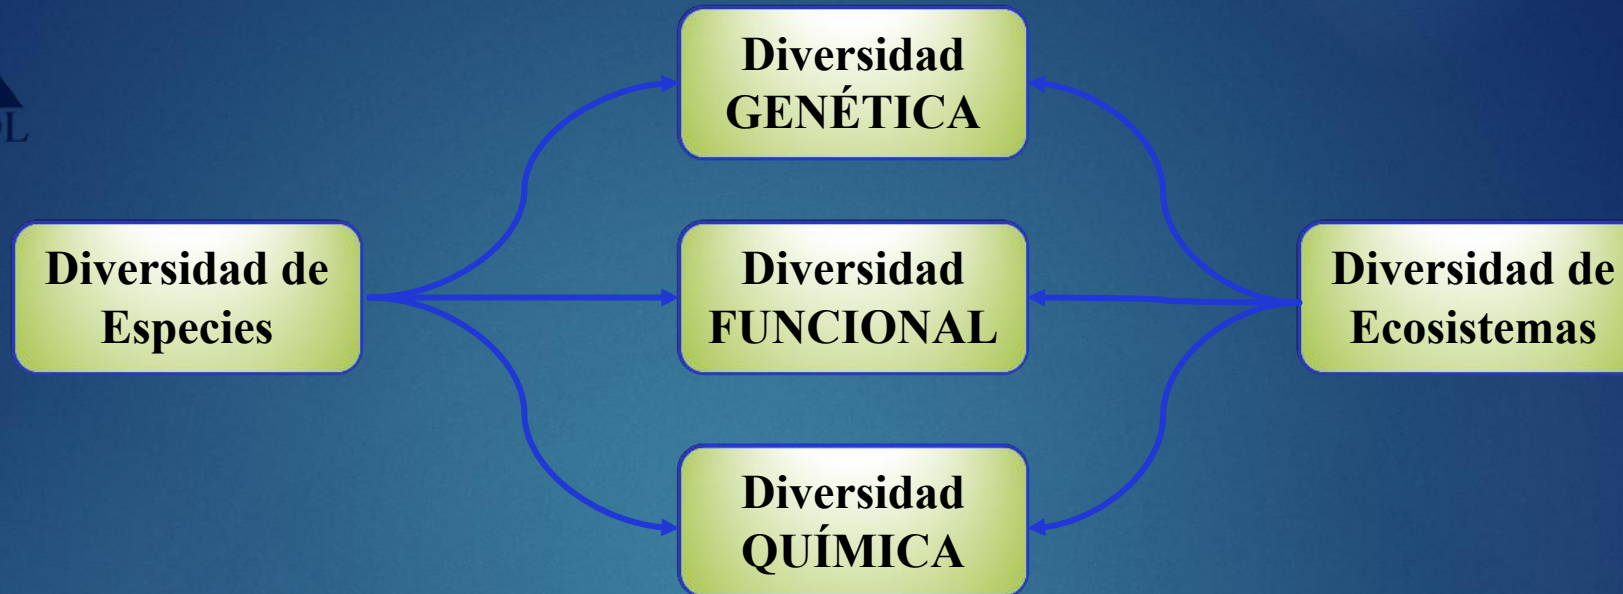 Diversidad
GENÉTICA
Diversidad de
Especies
Diversidad
FUNCIONAL
Diversidad de
Ecosistemas
Diversidad
QUÍMICA